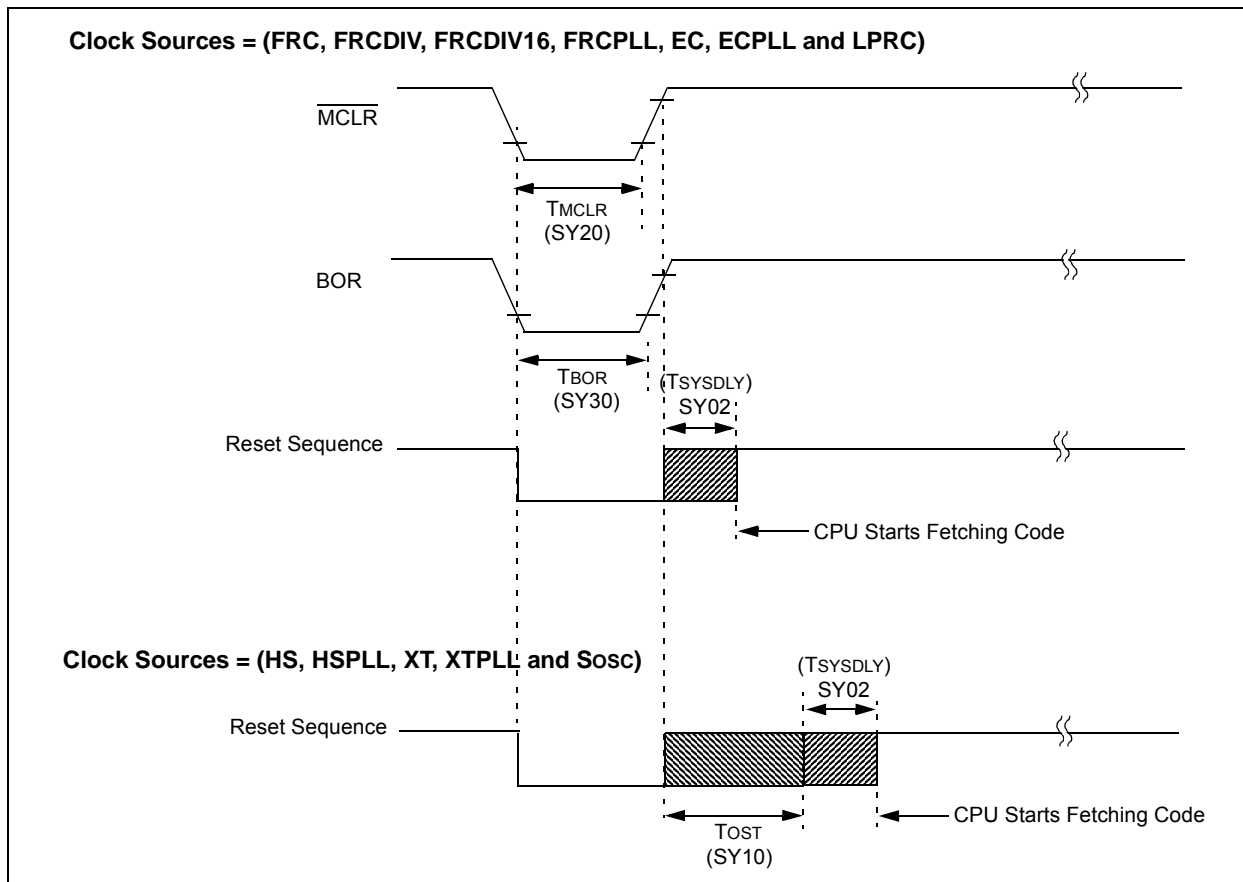 Clock Sources = (FRC, FRCDIV, FRCDIV16, FRCPLL, EC, ECPLL and LPRC)
MCLR
TMCLR
(SY20)
BOR
TBOR
(SY30)
(TSYSDLY)
SY02
Reset Sequence
CPU Starts Fetching Code
Clock Sources = (HS, HSPLL, XT, XTPLL and SOSC)
(TSYSDLY)
SY02
Reset Sequence
CPU Starts Fetching Code
TOST
(SY10)